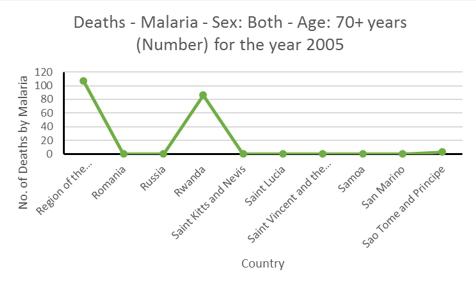 Deaths - Malaria - Sex: Both - Age: 70+ years
(Number) for the year 2005
No. of Deaths by Malaria
120
100
80
60
40
20
0
Region of the...
Romania
Russia
Rwanda
Saint Kitts and Nevis
Saint Lucia
Saint Vincent and the...
Samoa
San Marino
Sao Tome and Principe
Country